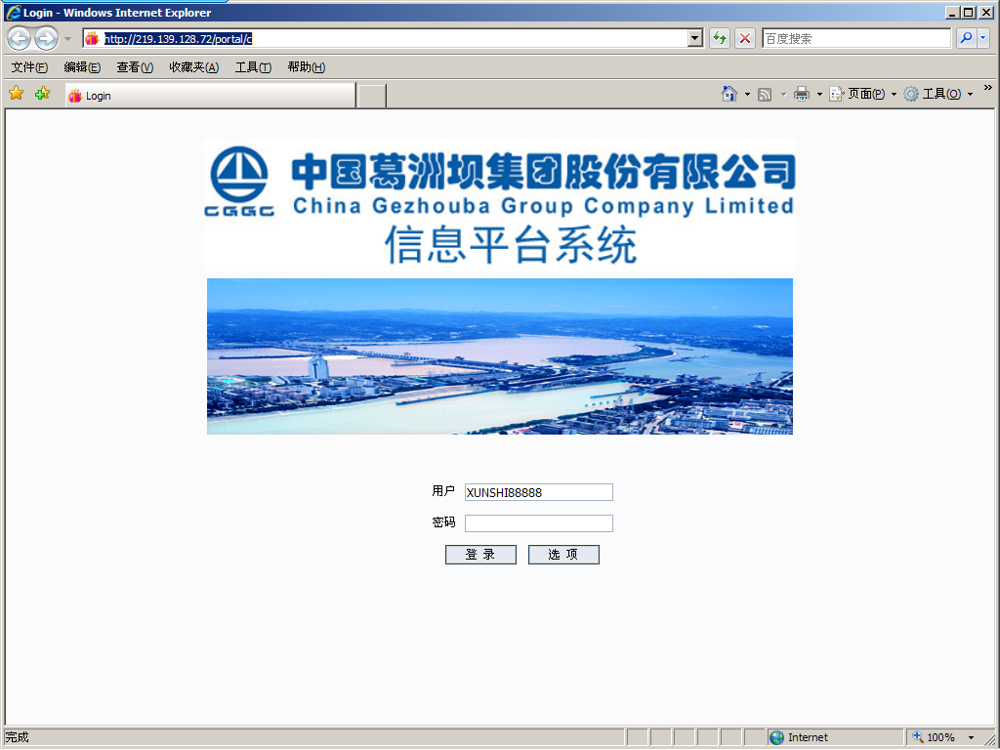 Login - Windows Internet Explorer
http://219.139.128.72/portal/c
百度搜索
文件(F) 编辑(E) 查看(V) 收藏夹(A) 工具(T) 帮助(H)
Login
页面(P) 工具(O) »
CGGC
中国葛洲坝集团股份有限公司
China Gezhouba Group Company Limited
信息平台系统
用户 XUNSHI88888
密码
登 录 选 项
完成 Internet 100%